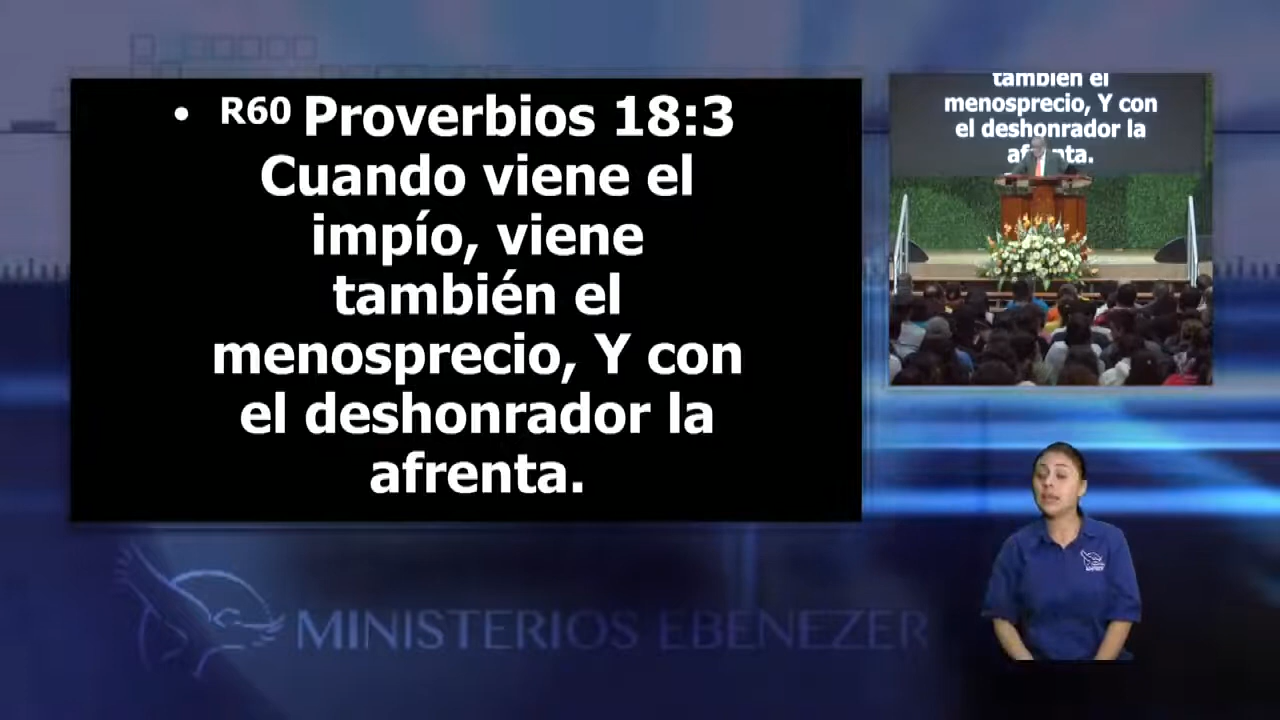 • R60 Proverbios 18:3
Cuando viene el
impío, viene
también el
menosprecio, Y con
el deshonrador la
afrenta.
también el
menosprecio, Y con
el deshonrador la
afrenta.
MINISTERIOS EBENEZER